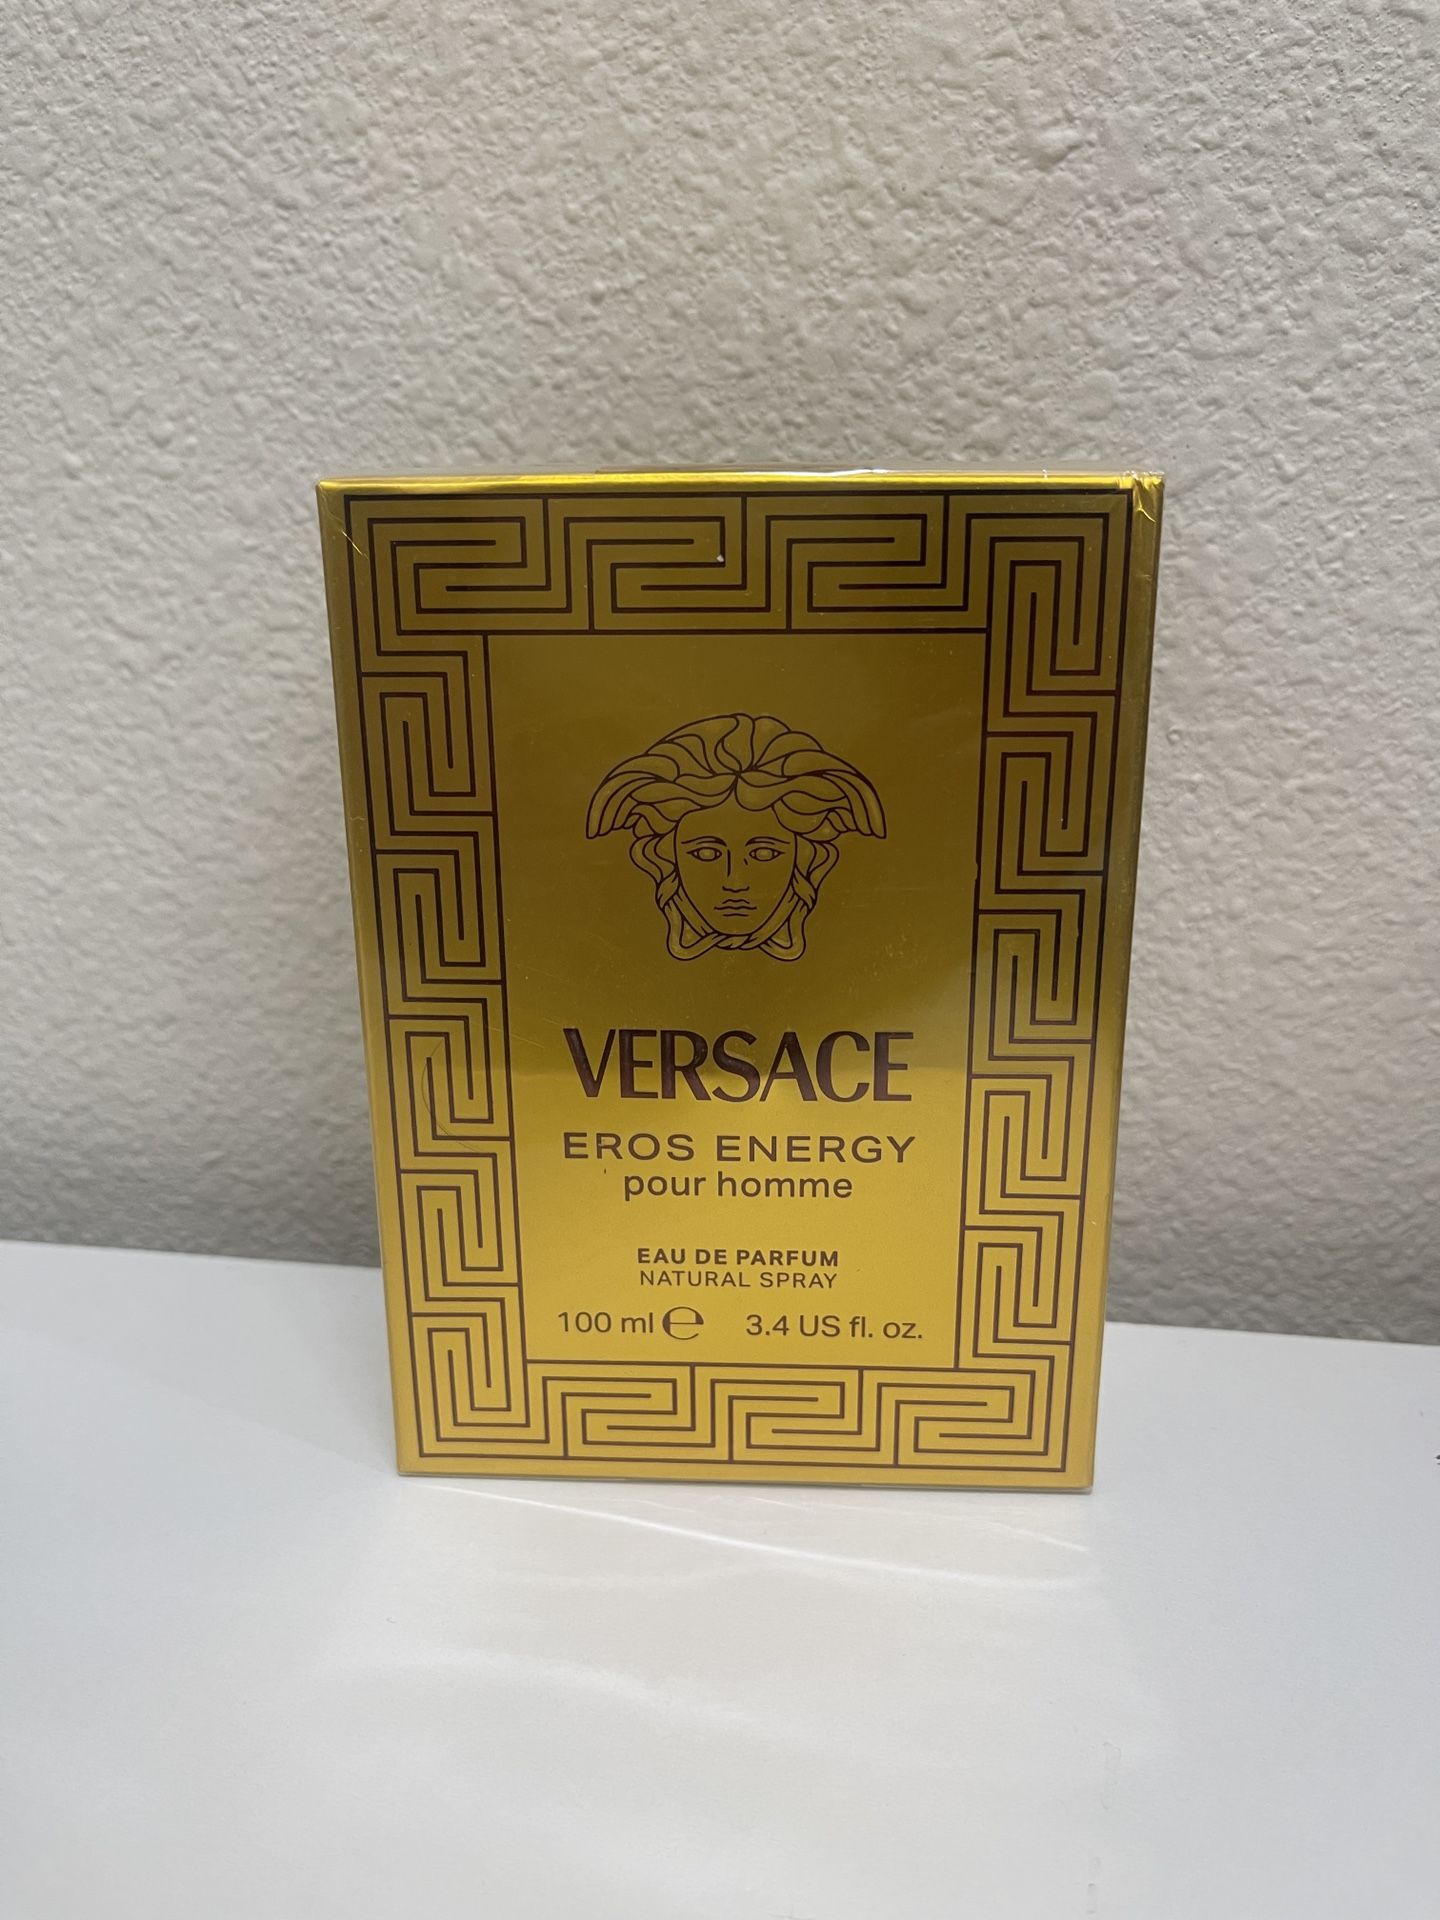 VERSACE
EROS ENERGY
pour homme
EAU DE PARFUM
NATURAL SPRAY
100 ml ℮ 3.4 US fl. oz.